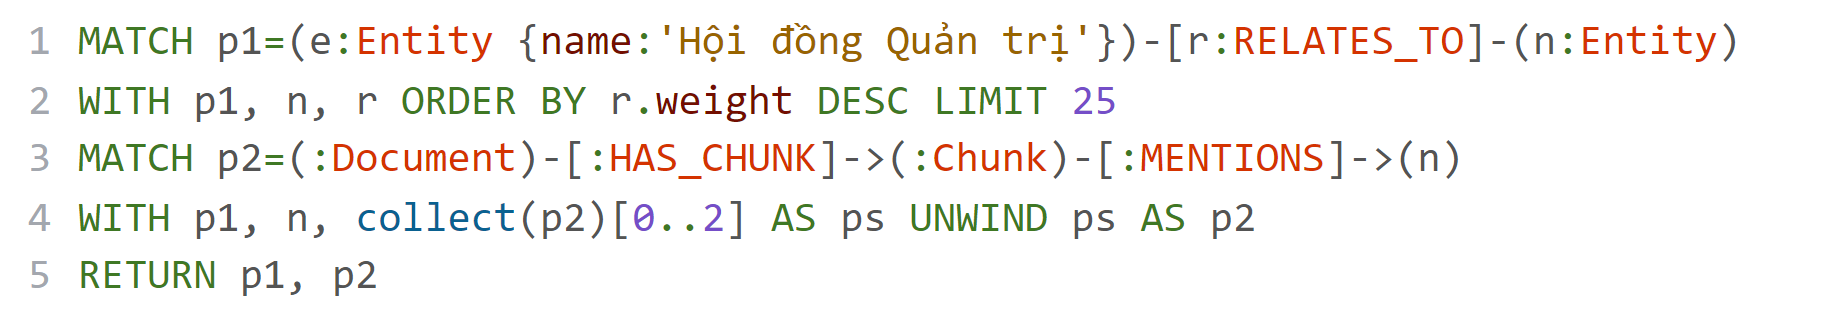 1 MATCH p1=(e:Entity {name:'Hội đồng Quản trị'})-[r:RELATES_TO]-(n:Entity)
2 WITH p1, n, r ORDER BY r.weight DESC LIMIT 25
3 MATCH p2=(:Document)-[:HAS_CHUNK]->(:Chunk)-[:MENTIONS]->(n)
4 WITH p1, n, collect(p2)[0..2] AS ps UNWIND ps AS p2
5 RETURN p1, p2